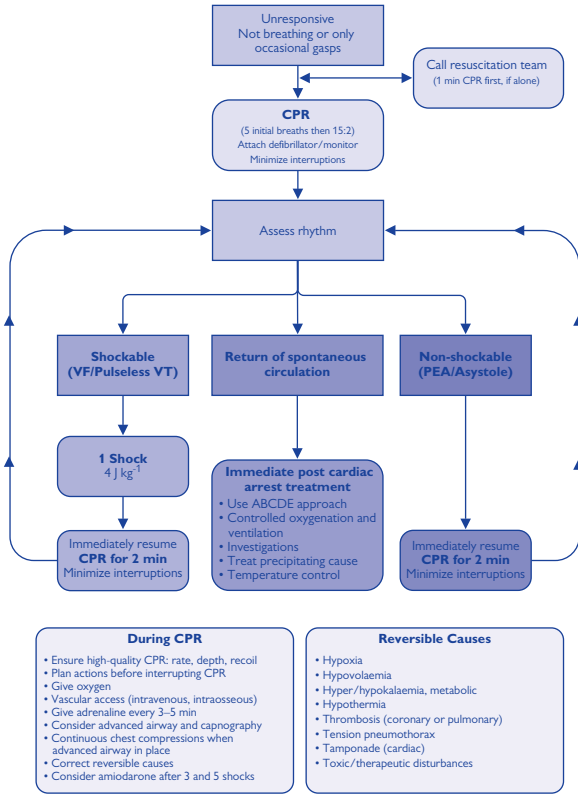 Unresponsive
Not breathing or only
occasional gasps
Call resuscitation team
(1 min CPR first, if alone)
CPR
(5 initial breaths then 15:2)
Attach defibrillator/monitor
Minimize interruptions
Assess rhythm
Shockable
(VF/Pulseless VT)
Return of spontaneous
circulation
Non-shockable
(PEA/Asystole)
1 Shock
4 J kg⁻¹
Immediately resume
CPR for 2 min
Minimize interruptions
Immediate post cardiac
arrest treatment
• Use ABCDE approach
• Controlled oxygenation and
ventilation
• Investigations
• Treat precipitating cause
• Temperature control
Immediately resume
CPR for 2 min
Minimize interruptions
During CPR
• Ensure high-quality CPR: rate, depth, recoil
• Plan actions before interrupting CPR
• Give oxygen
• Vascular access (intravenous, intraosseous)
• Give adrenaline every 3–5 min
• Consider advanced airway and capnography
• Continuous chest compressions when
advanced airway in place
• Correct reversible causes
• Consider amiodarone after 3 and 5 shocks
Reversible Causes
• Hypoxia
• Hypovolaemia
• Hyper/hypokalaemia, metabolic
• Hypothermia
• Thrombosis (coronary or pulmonary)
• Tension pneumothorax
• Tamponade (cardiac)
• Toxic/therapeutic disturbances